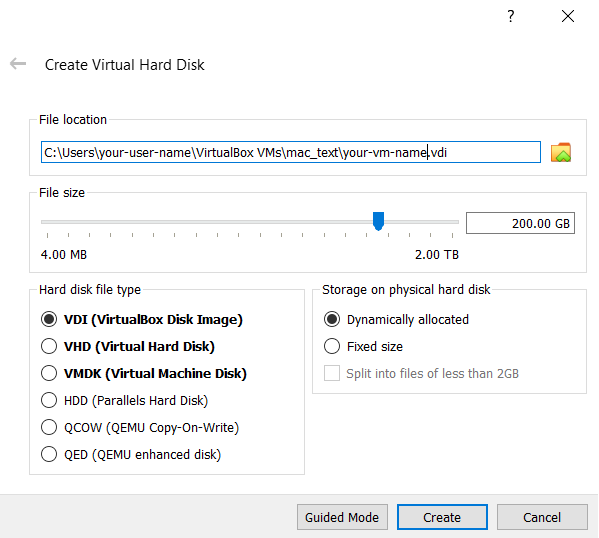 ?
Create Virtual Hard Disk
File location
C:\Users\your-user-name\VirtualBox VMs\mac_text\your-vm-name.vdi
File size
200.00 GB
4.00 MB 2.00 TB
Hard disk file type
VDI (VirtualBox Disk Image)
VHD (Virtual Hard Disk)
VMDK (Virtual Machine Disk)
HDD (Parallels Hard Disk)
QCOW (QEMU Copy-On-Write)
QED (QEMU enhanced disk)
Storage on physical hard disk
Dynamically allocated
Fixed size
Split into files of less than 2GB
Guided Mode Create Cancel